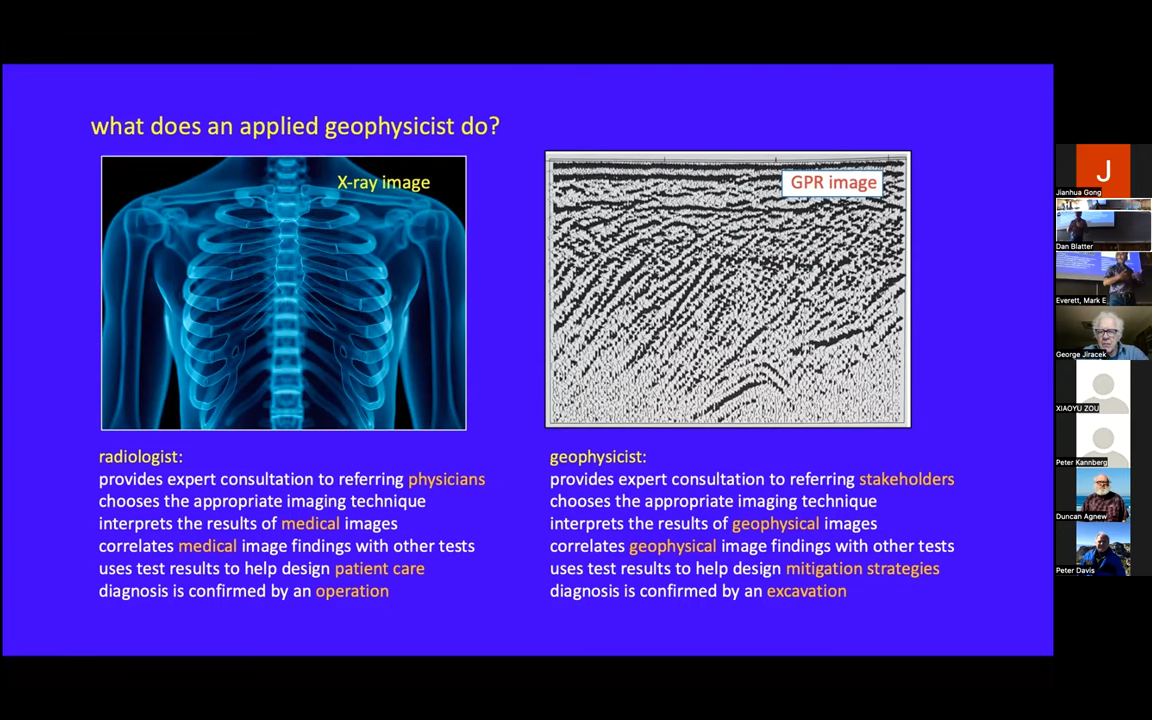 what does an applied geophysicist do?
X-ray image
GPR image
radiologist:
provides expert consultation to referring physicians
chooses the appropriate imaging technique
interprets the results of medical images
correlates medical image findings with other tests
uses test results to help design patient care
diagnosis is confirmed by an operation
geophysicist:
provides expert consultation to referring stakeholders
chooses the appropriate imaging technique
interprets the results of geophysical images
correlates geophysical image findings with other tests
uses test results to help design mitigation strategies
diagnosis is confirmed by an excavation
J
Jianhua Gong
Dan Blatter
Everett, Mark E
George Jiracek
XIAOYU ZOU
Peter Kannberg
Duncan Agnew
Peter Davis